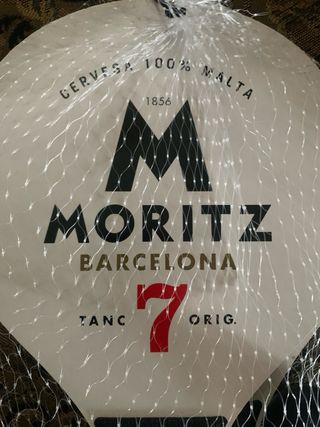 CERVESA 100% MALTA
1856
M
MORITZ
BARCELONA
TANC 7 ORIG.